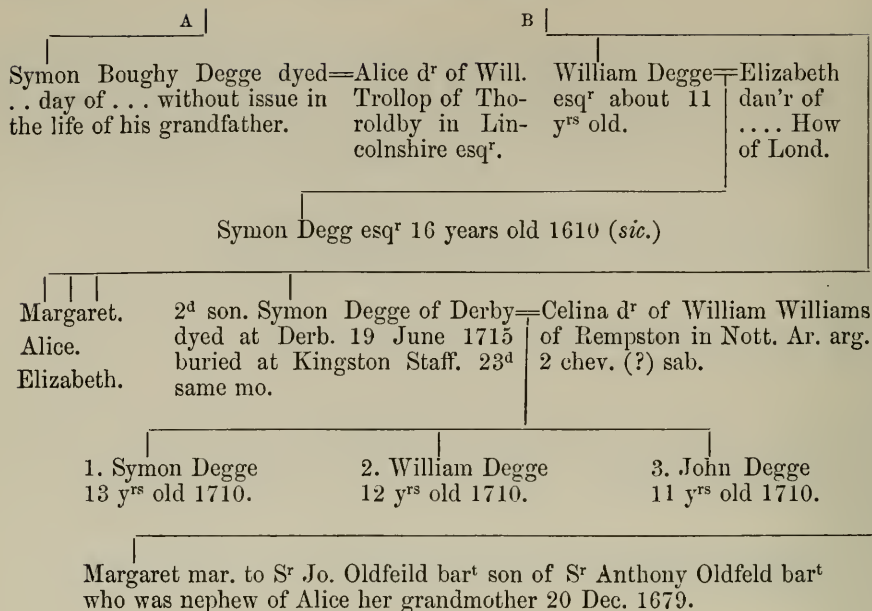 A B
Symon Boughy Degge dyed=Alice dʳ of Will.
. . day of . . . without issue in Trollop of Tho-
the life of his grandfather. roldby in Lin-
colnshire esqʳ.
William Degge=Elizabeth
esqʳ about 11 dau'r of
yʳˢ old. .... How
of Lond.
Symon Degg esqʳ 16 years old 1610 (sic.)
Margaret.
Alice.
Elizabeth.
2ᵈ son. Symon Degge of Derby=Celina dʳ of William Williams
dyed at Derb. 19 June 1715 of Rempston in Nott. Ar. arg.
buried at Kingston Staff. 23ᵈ 2 chev. (?) sab.
same mo.
1. Symon Degge 2. William Degge 3. John Degge
13 yʳˢ old 1710. 12 yʳˢ old 1710. 11 yʳˢ old 1710.
Margaret mar. to Sʳ Jo. Oldfeild barᵗ son of Sʳ Anthony Oldfeld barᵗ
who was nephew of Alice her grandmother 20 Dec. 1679.